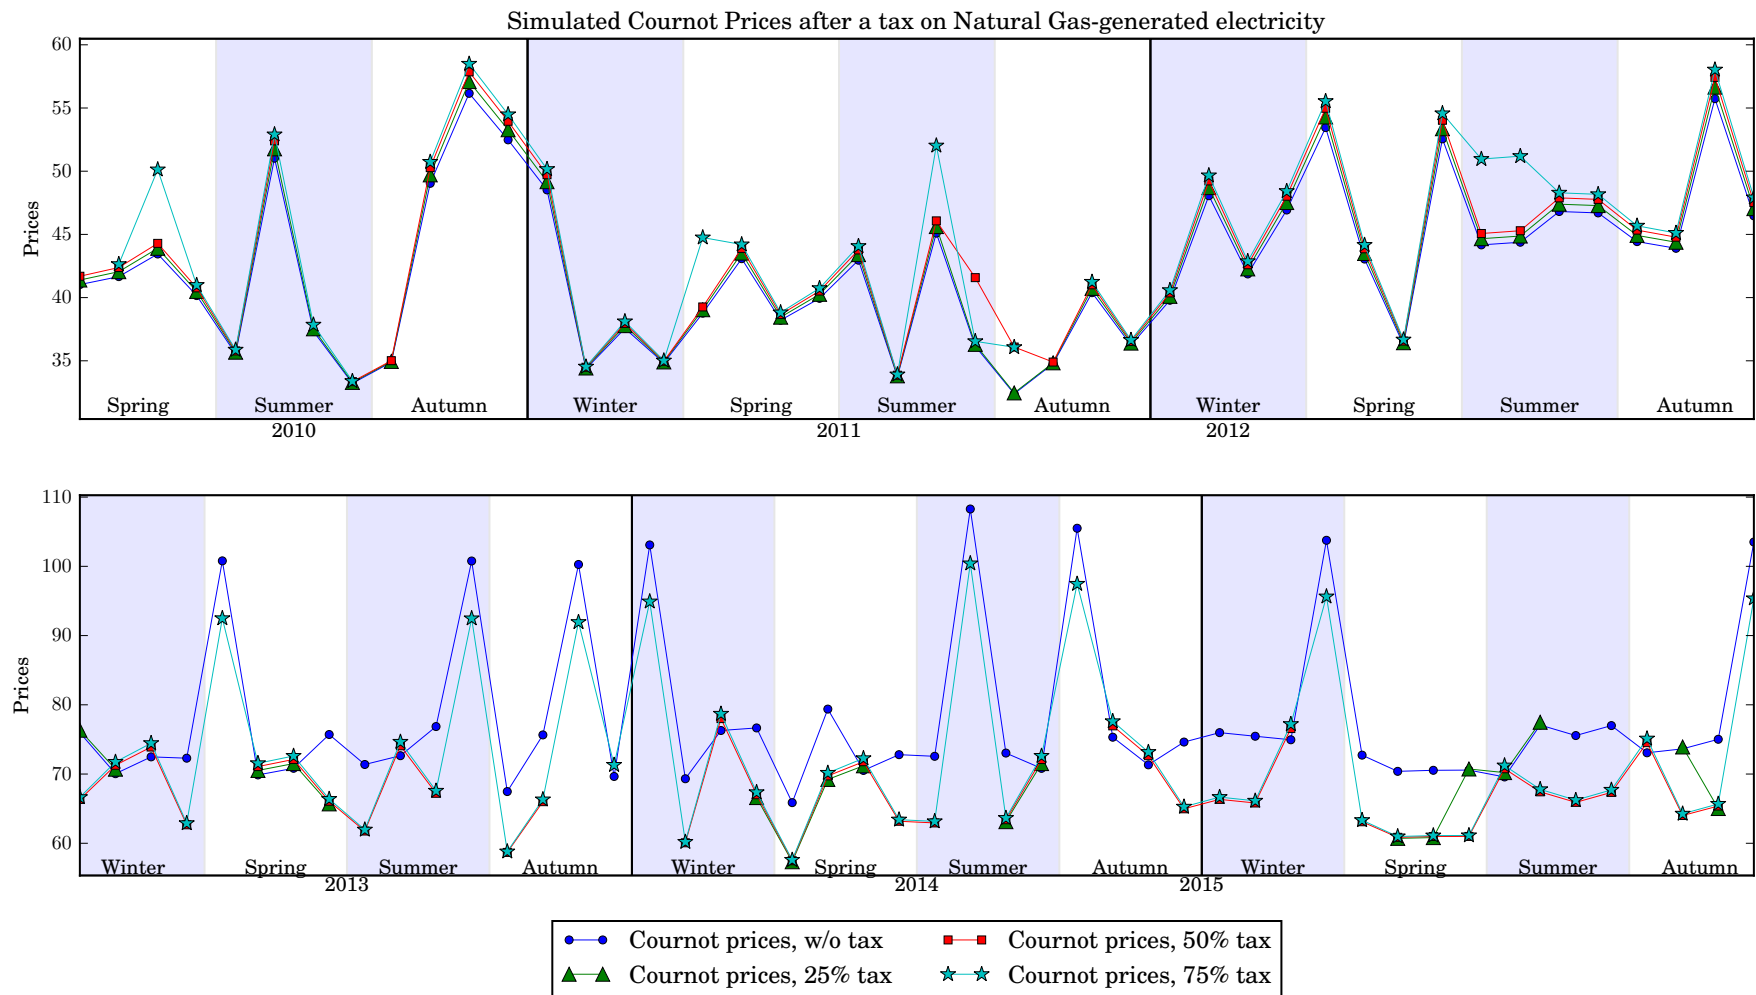 Simulated Cournot Prices after a tax on Natural Gas-generated electricity
60
55
50
45
40
35
Prices
Spring Summer Autumn Winter Spring Summer Autumn Winter Spring Summer Autumn
2010 2011 2012
110
100
90
80
70
60
Prices
Winter Spring Summer Autumn Winter Spring Summer Autumn Winter Spring Summer Autumn
2013 2014 2015
Cournot prices, w/o tax Cournot prices, 50% tax
Cournot prices, 25% tax Cournot prices, 75% tax